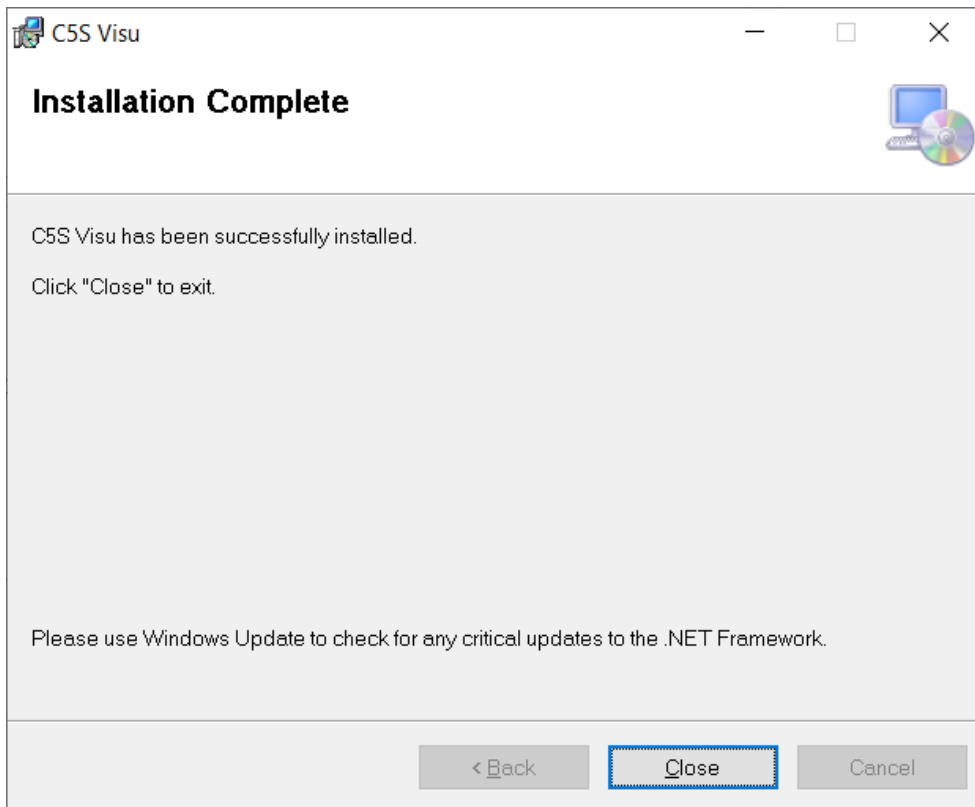 C5S Visu
Installation Complete
C5S Visu has been successfully installed.
Click "Close" to exit.
Please use Windows Update to check for any critical updates to the .NET Framework.
< Back
Close
Cancel